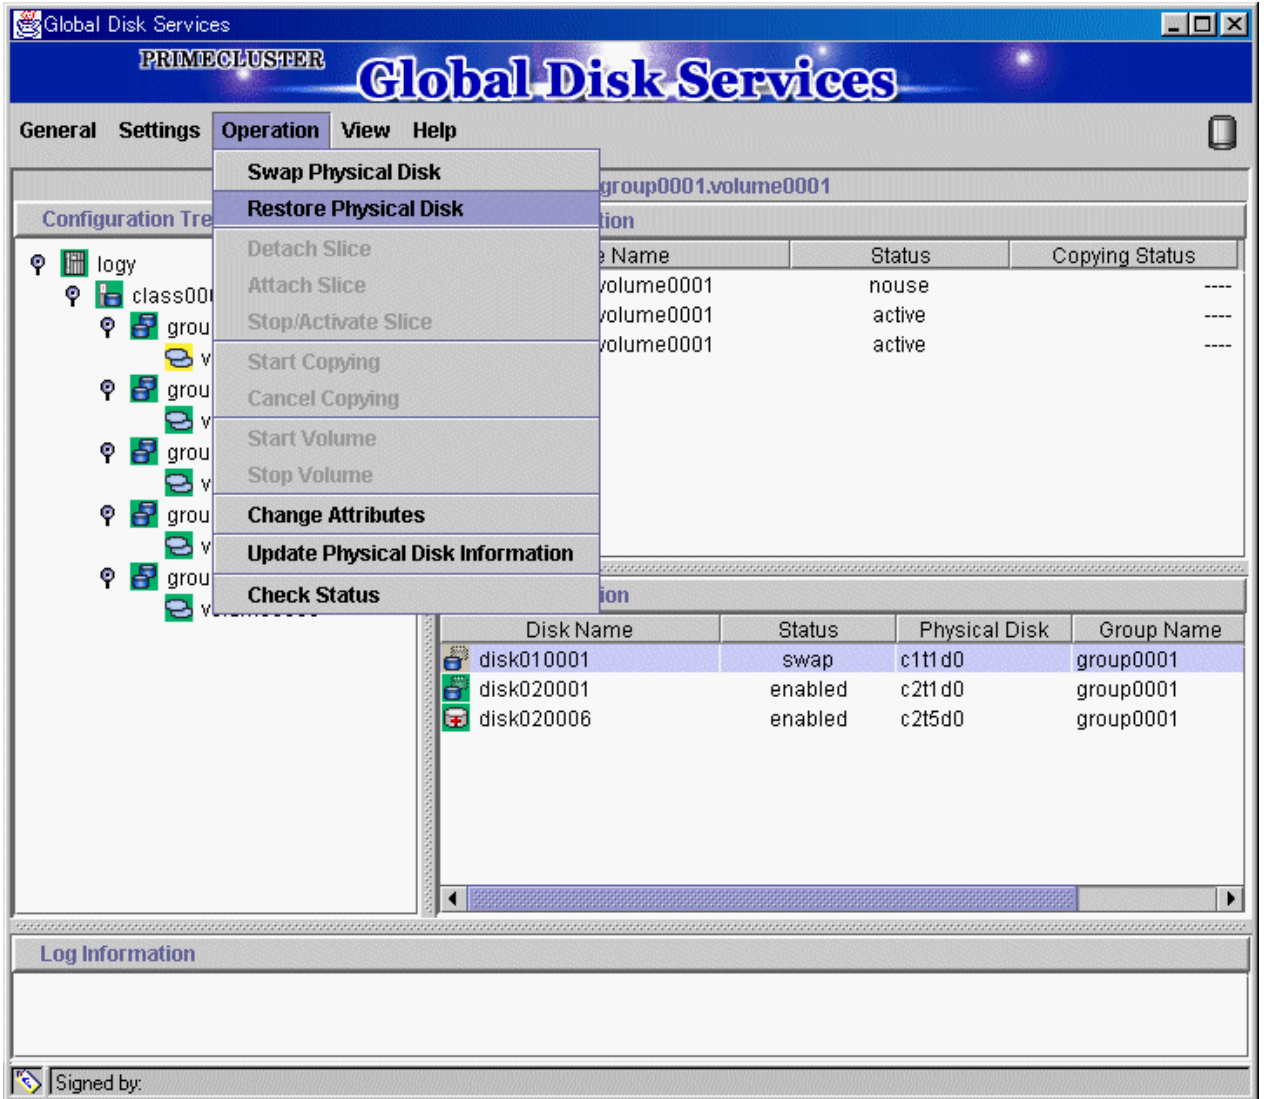 Global Disk Services
PRIMECLUSTER
Global Disk Services
General Settings Operation View Help
Swap Physical Disk
group0001.volume0001
Restore Physical Disk
Configuration Tre
tion
Detach Slice
e Name Status Copying Status
logy
Attach Slice
volume0001 nouse ----
class00
Stop/Activate Slice
volume0001 active ----
grou
v
Start Copying
volume0001 active ----
grou
Cancel Copying
v
Start Volume
grou
Stop Volume
v
grou
Change Attributes
v
Update Physical Disk Information
grou
Check Status
ion
Disk Name Status Physical Disk Group Name
disk010001 swap c1t1d0 group0001
disk020001 enabled c2t1d0 group0001
disk020006 enabled c2t5d0 group0001
Log Information
Signed by: